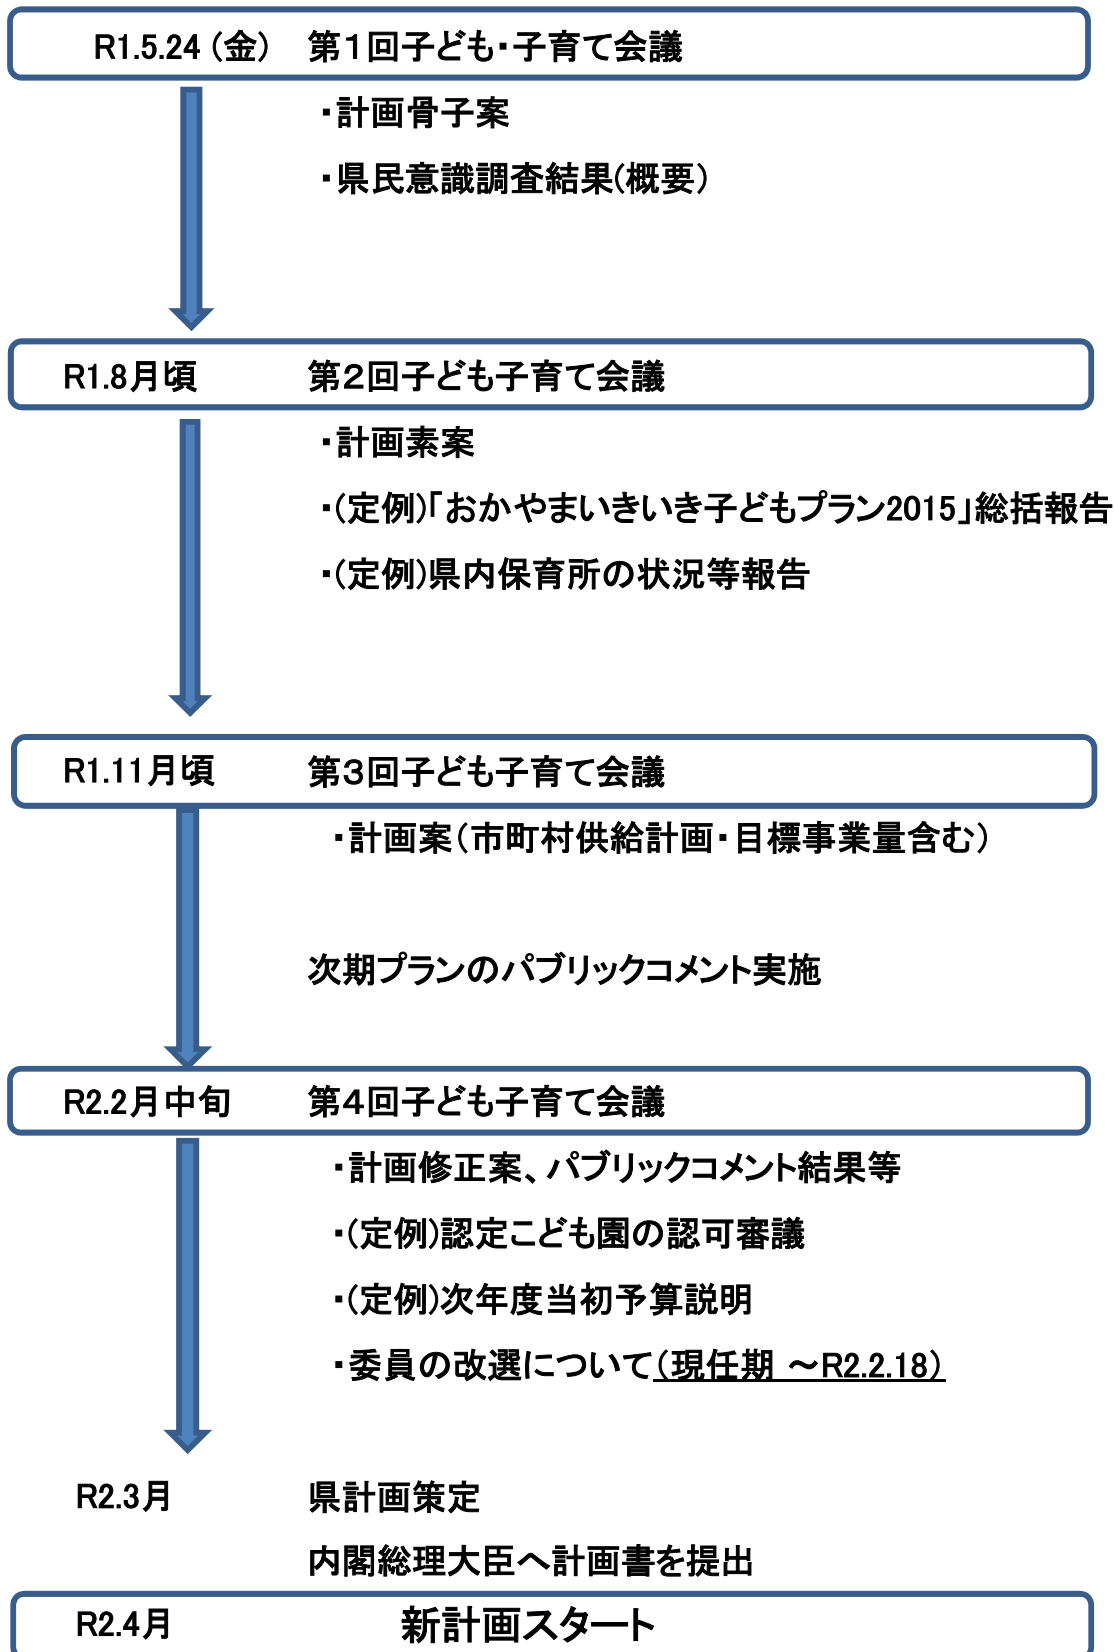 R1.5.24（金） 第１回子ども・子育て会議
・計画骨子案
・県民意識調査結果(概要）
R1.8月頃 第２回子ども子育て会議
・計画素案
・(定例)「おかやまいきいき子どもプラン2015」総括報告
・(定例)県内保育所の状況等報告
R1.11月頃 第３回子ども子育て会議
・計画案（市町村供給計画・目標事業量含む）
次期プランのパブリックコメント実施
R2.2月中旬 第４回子ども子育て会議
・計画修正案、パブリックコメント結果等
・(定例)認定こども園の認可審議
・(定例)次年度当初予算説明
・委員の改選について（現任期 ～R2.2.18）
R2.3月 県計画策定
内閣総理大臣へ計画書を提出
R2.4月 新計画スタート